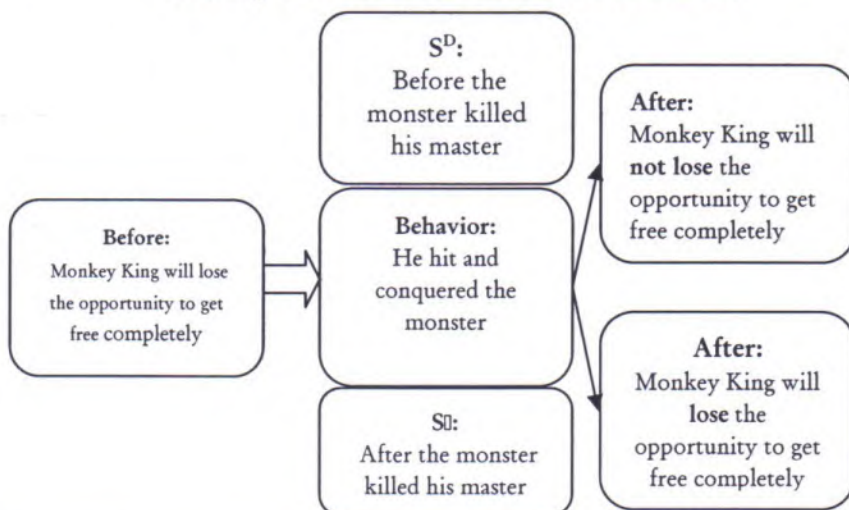 Before:
Monkey King will lose
the opportunity to get
free completely
S^D:
Before the
monster killed
his master
Behavior:
He hit and
conquered the
monster
S▯:
After the monster
killed his master
After:
Monkey King will
not lose the
opportunity to get
free completely
After:
Monkey King will
lose the
opportunity to get
free completely